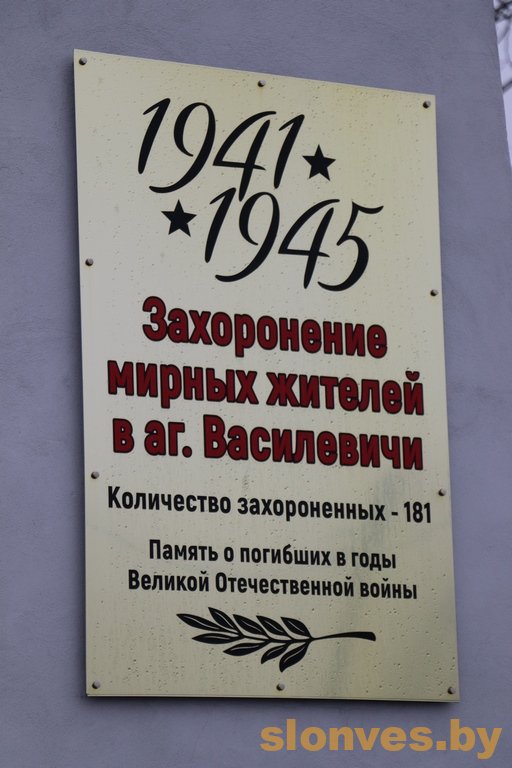 1941
1945
Захоронение
мирных жителей
в аг. Василевичи
Количество захороненных - 181
Память о погибших в годы
Великой Отечественной войны
slonves.by